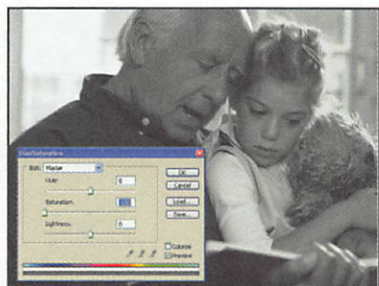 Hue/Saturation
Edit: Master
OK
Hue: 0
Cancel
Saturation:
Load...
Save...
Lightness: 0
Colorize
Preview